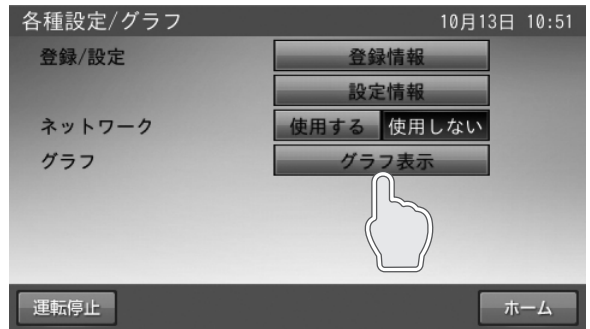 各種設定/グラフ 10月13日 10:51
登録/設定 登録情報
設定情報
ネットワーク 使用する 使用しない
グラフ グラフ表示
運転停止 ホーム